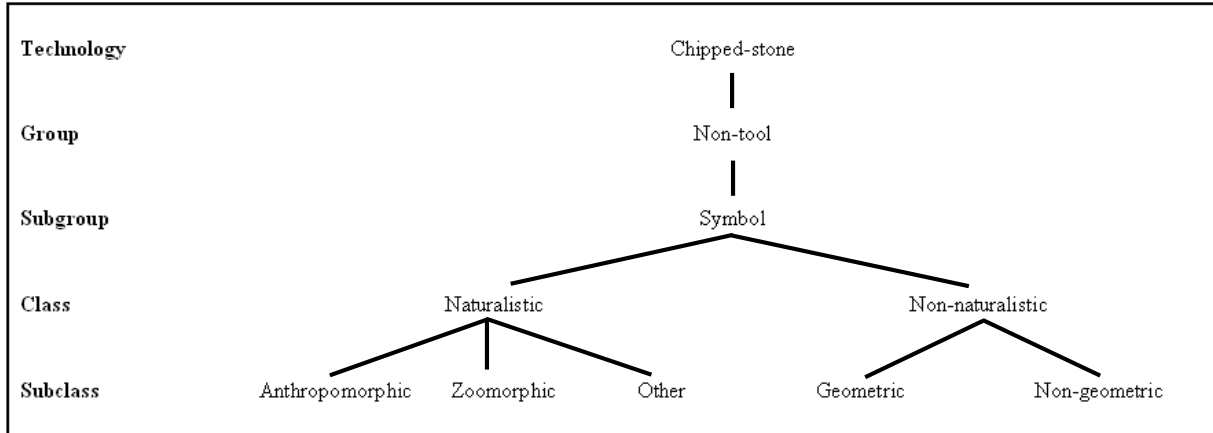 Technology Chipped-stone
Group Non-tool
Subgroup Symbol
Class Naturalistic Non-naturalistic
Subclass Anthropomorphic Zoomorphic Other Geometric Non-geometric